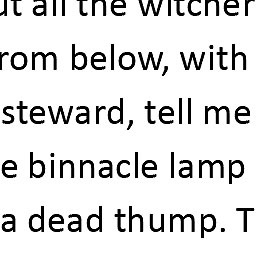 ut all the witcher
rom below, with
steward, tell me
e binnacle lamp
a dead thump. T